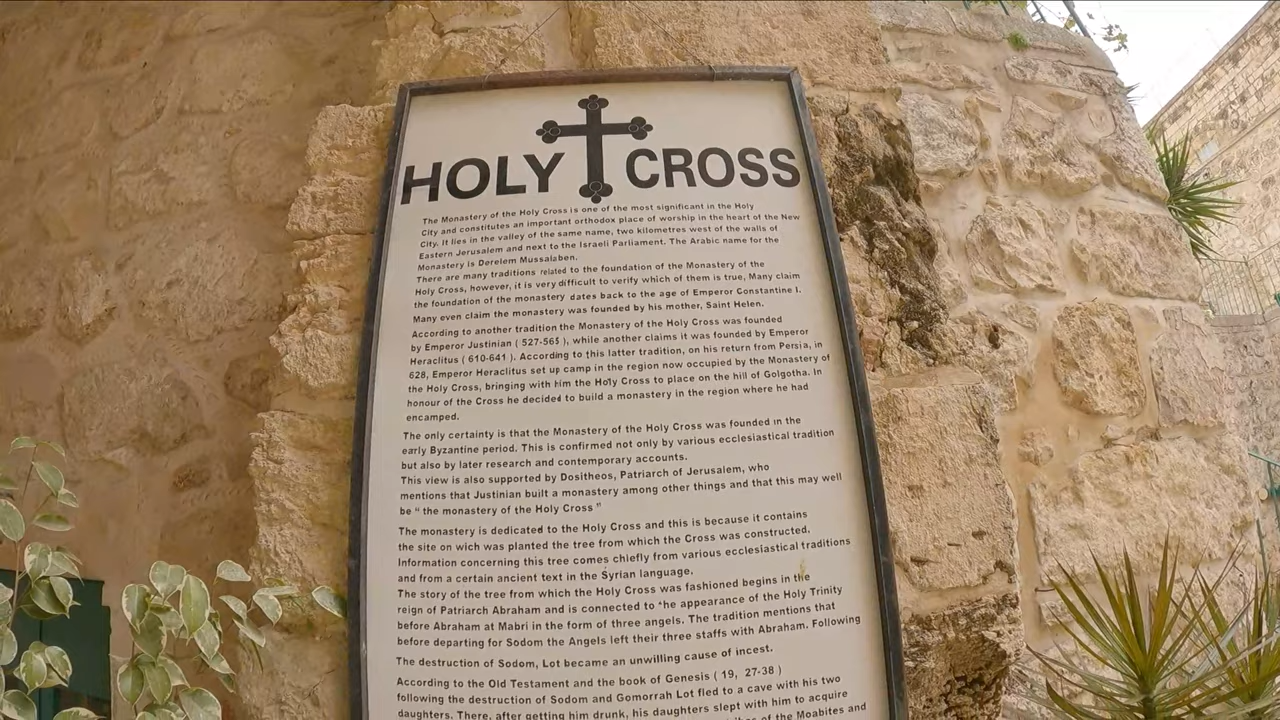 HOLY CROSS
The Monastery of the Holy Cross is one of the most significant in the Holy
City and constitutes an important orthodox place of worship in the heart of the New
City. It lies in the valley of the same name, two kilometres west of the walls of
Eastern Jerusalem and next to the Israeli Parliament. The Arabic name for the
Monastery is Derelem Mussalaben.
There are many traditions related to the foundation of the Monastery of the
Holy Cross, however, it is very difficult to verify which of them is true, Many claim
the foundation of the monastery dates back to the age of Emperor Constantine I.
Many even claim the monastery was founded by his mother, Saint Helen.
According to another tradition the Monastery of the Holy Cross was founded
by Emperor Justinian ( 527-565 ), while another claims it was founded by Emperor
Heraclitus ( 610-641 ). According to this latter tradition, on his return from Persia, in
628, Emperor Heraclitus set up camp in the region now occupied by the Monastery of
the Holy Cross, bringing with him the Holy Cross to place on the hill of Golgotha. In
honour of the Cross he decided to build a monastery in the region where he had
encamped.
The only certainty is that the Monastery of the Holy Cross was founded in the
early Byzantine period. This is confirmed not only by various ecclesiastical tradition
but also by later research and contemporary accounts.
This view is also supported by Dositheos, Patriarch of Jerusalem, who
mentions that Justinian built a monastery among other things and that this may well
be " the monastery of the Holy Cross "
The monastery is dedicated to the Holy Cross and this is because it contains
the site on wich was planted the tree from which the Cross was constructed.
Information concerning this tree comes chiefly from various ecclesiastical traditions
and from a certain ancient text in the Syrian language.
The story of the tree from which the Holy Cross was fashioned begins in the
reign of Patriarch Abraham and is connected to the appearance of the Holy Trinity
before Abraham at Mabri in the form of three angels. The tradition mentions that
before departing for Sodom the Angels left their three staffs with Abraham. Following
The destruction of Sodom, Lot became an unwilling cause of incest.
According to the Old Testament and the book of Genesis ( 19, 27-38 )
following the destruction of Sodom and Gomorrah Lot fled to a cave with his two
daughters. There, after getting him drunk, his daughters slept with him to acquire
of the Moabites and